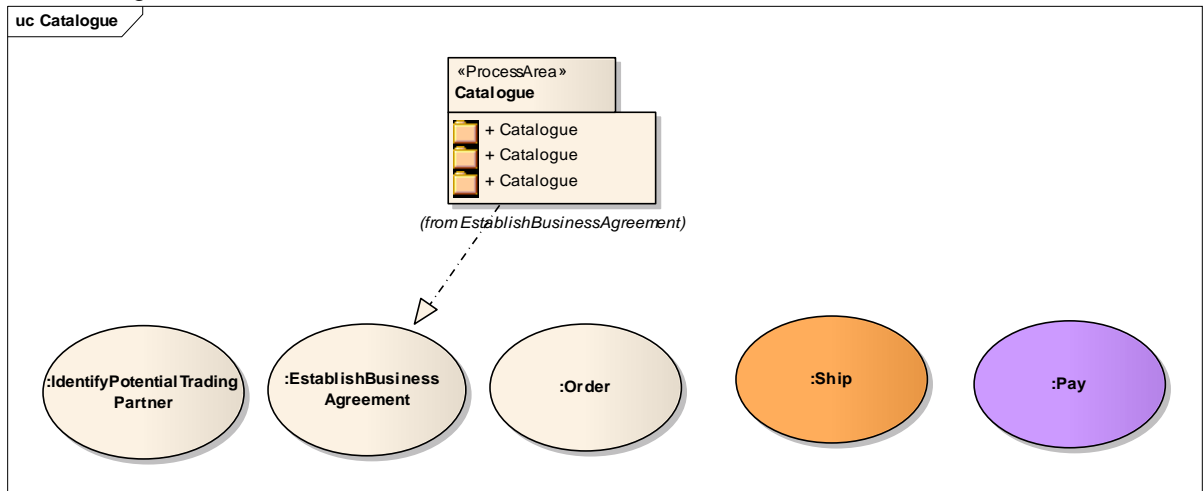 uc Catalogue
«ProcessArea»
Catalogue
+ Catalogue
+ Catalogue
+ Catalogue
(from EstablishBusinessAgreement)
:IdentifyPotentialTrading
Partner
:EstablishBusiness
Agreement
:Order
:Ship
:Pay